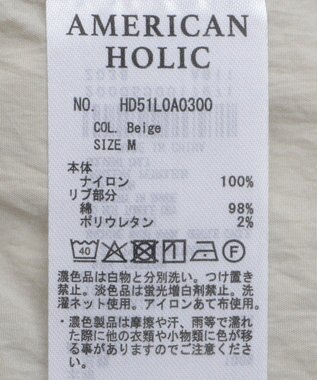 AMERICAN
HOLIC
NO. HD51L0A0300
COL. Beige
SIZE M
本体
ナイロン 100%
リブ部分
綿 98%
ポリウレタン 2%
40 F
濃色品は白物と分別洗い。つけ置き
禁止。淡色品は蛍光増白剤禁止。洗
濯ネット使用。アイロンあて布使用。
・濃色製品は摩擦や汗、雨等で濡れ
た際に他の衣類や小物類に色が移
る事がありますのでご注意くださ
い。